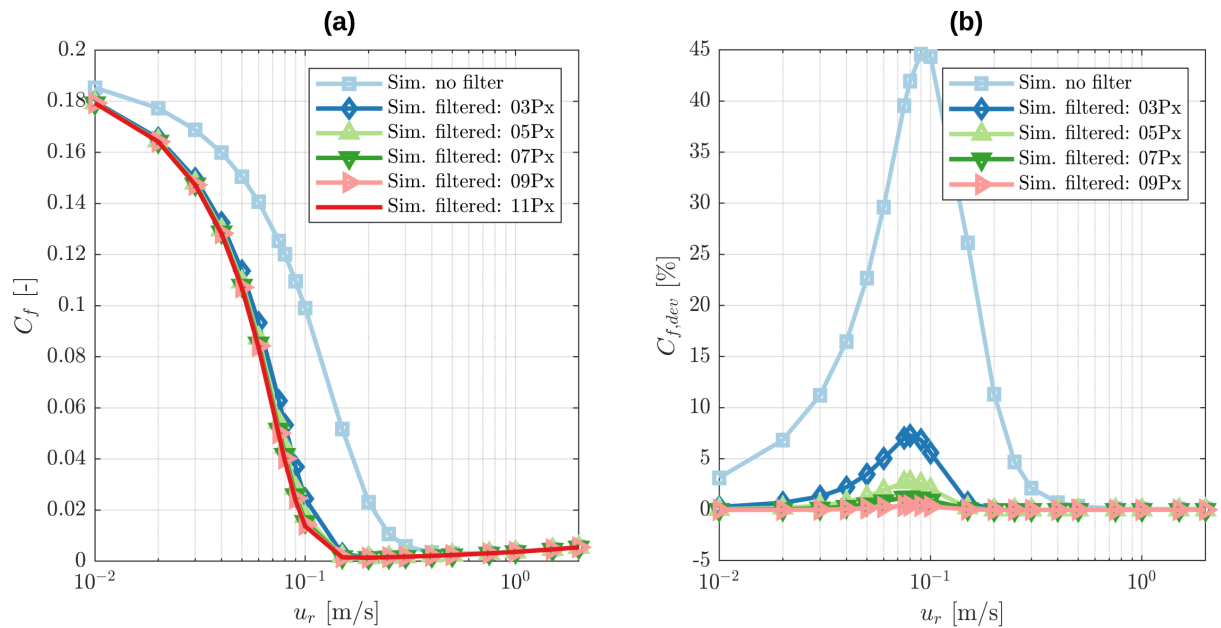 (a)
0.2
0.18
0.16
0.14
0.12
0.1
0.08
0.06
0.04
0.02
0
C_f [-]
10^{-2}
10^{-1}
10^{0}
u_r [m/s]
Sim. no filter
Sim. filtered: 03Px
Sim. filtered: 05Px
Sim. filtered: 07Px
Sim. filtered: 09Px
Sim. filtered: 11Px
(b)
45
40
35
30
25
20
15
10
5
0
-5
C_{f,dev} [%]
10^{-2}
10^{-1}
10^{0}
u_r [m/s]
Sim. no filter
Sim. filtered: 03Px
Sim. filtered: 05Px
Sim. filtered: 07Px
Sim. filtered: 09Px